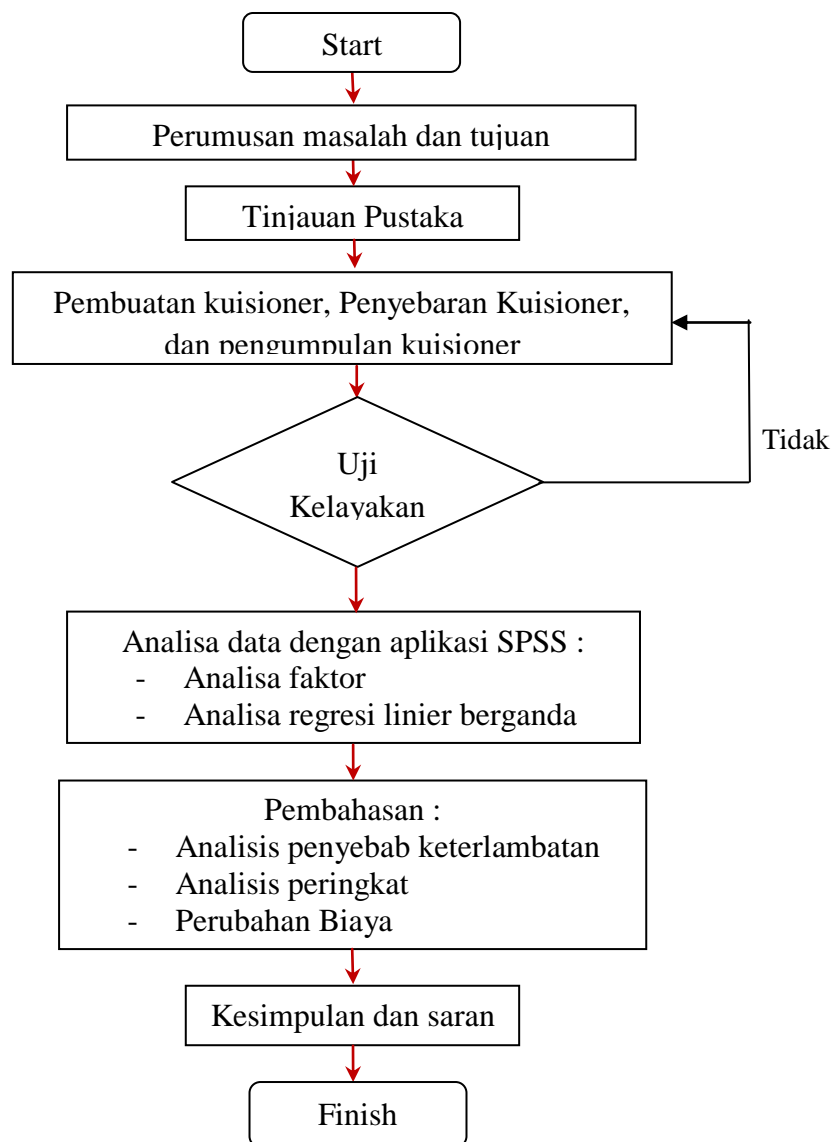 Start
Perumusan masalah dan tujuan
Tinjauan Pustaka
Pembuatan kuisioner, Penyebaran Kuisioner,
dan pengumpulan kuisioner
Uji
Kelayakan
Tidak
Analisa data dengan aplikasi SPSS :
- Analisa faktor
- Analisa regresi linier berganda
Pembahasan :
- Analisis penyebab keterlambatan
- Analisis peringkat
- Perubahan Biaya
Kesimpulan dan saran
Finish